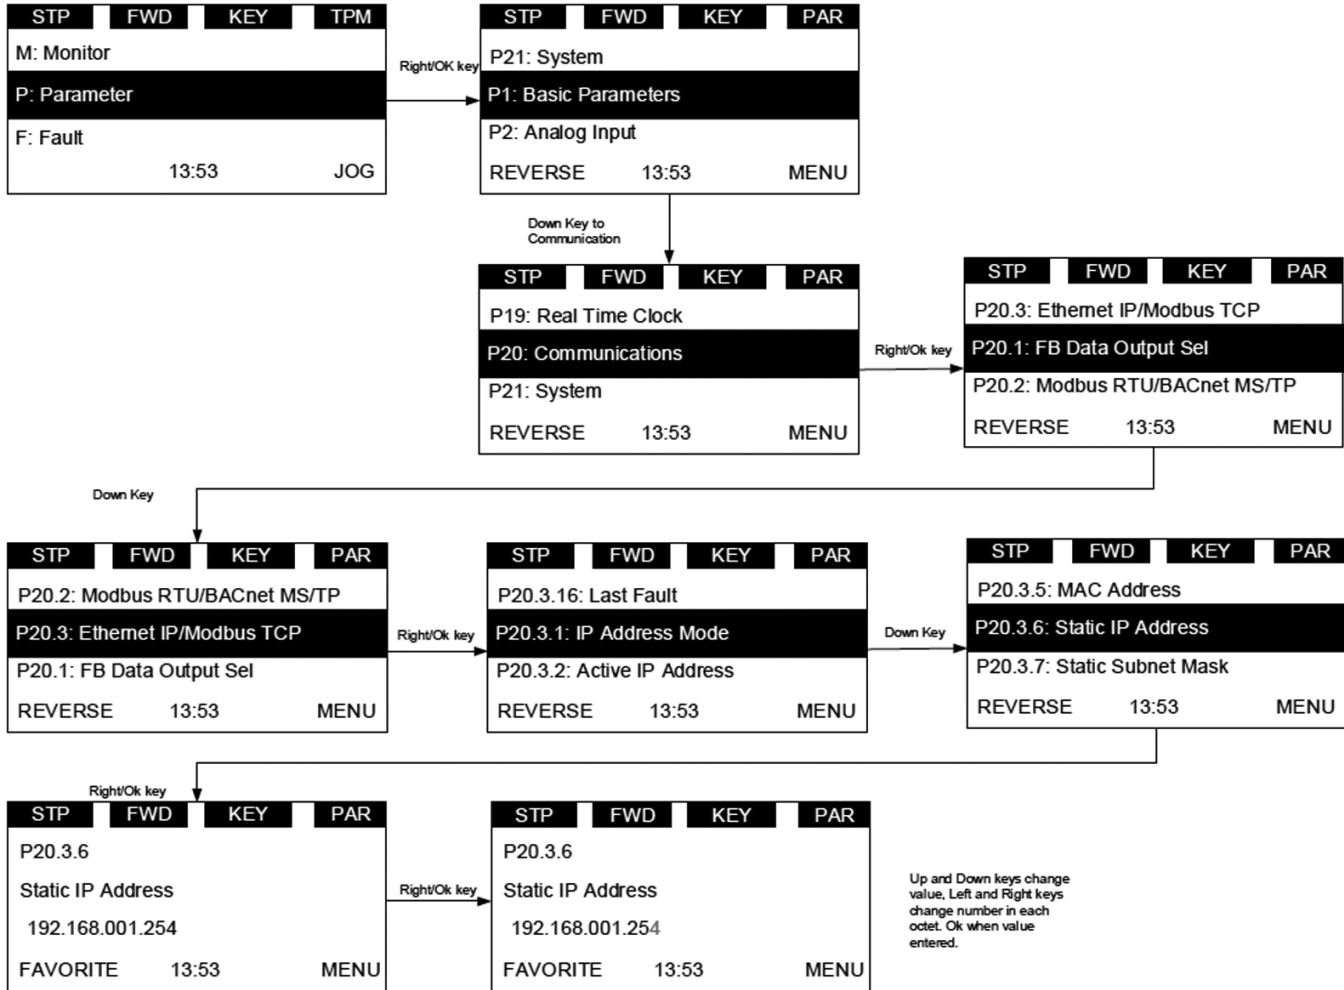 STP FWD KEY TPM
M: Monitor
P: Parameter
F: Fault
13:53 JOG
Right/OK key
STP FWD KEY PAR
P21: System
P1: Basic Parameters
P2: Analog Input
REVERSE 13:53 MENU
Down Key to
Communication
STP FWD KEY PAR
P19: Real Time Clock
P20: Communications
P21: System
REVERSE 13:53 MENU
Right/Ok key
STP FWD KEY PAR
P20.3: Ethernet IP/Modbus TCP
P20.1: FB Data Output Sel
P20.2: Modbus RTU/BACnet MS/TP
REVERSE 13:53 MENU
Down Key
STP FWD KEY PAR
P20.2: Modbus RTU/BACnet MS/TP
P20.3: Ethernet IP/Modbus TCP
P20.1: FB Data Output Sel
REVERSE 13:53 MENU
Right/Ok key
STP FWD KEY PAR
P20.3.16: Last Fault
P20.3.1: IP Address Mode
P20.3.2: Active IP Address
REVERSE 13:53 MENU
Down Key
STP FWD KEY PAR
P20.3.5: MAC Address
P20.3.6: Static IP Address
P20.3.7: Static Subnet Mask
REVERSE 13:53 MENU
Right/Ok key
STP FWD KEY PAR
P20.3.6
Static IP Address
192.168.001.254
FAVORITE 13:53 MENU
Right/Ok key
STP FWD KEY PAR
P20.3.6
Static IP Address
192.168.001.254
FAVORITE 13:53 MENU
Up and Down keys change
value, Left and Right keys
change number in each
octet. Ok when value
entered.